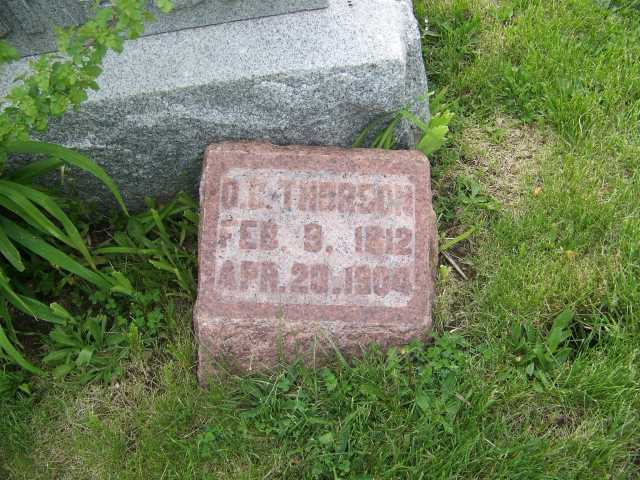 O. E. THORSON
FEB. 9. 1812
APR. 20. 1904